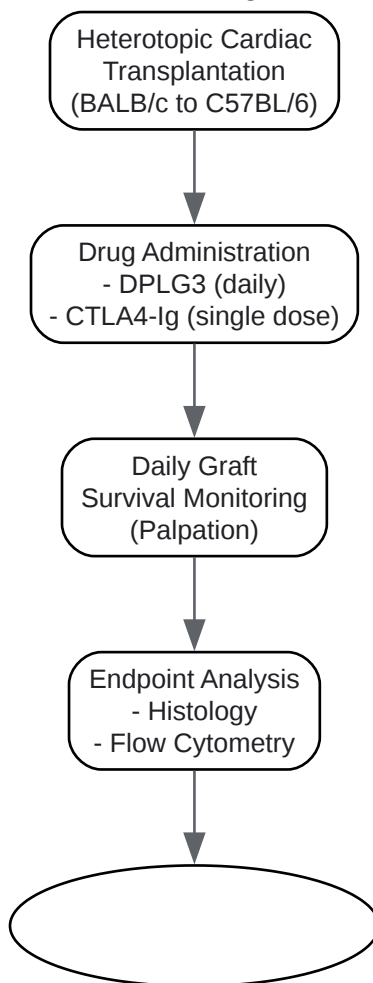 Heterotopic Cardiac
Transplantation
(BALB/c to C57BL/6)
Drug Administration
- DPLG3 (daily)
- CTLA4-Ig (single dose)
Daily Graft
Survival Monitoring
(Palpation)
Endpoint Analysis
- Histology
- Flow Cytometry